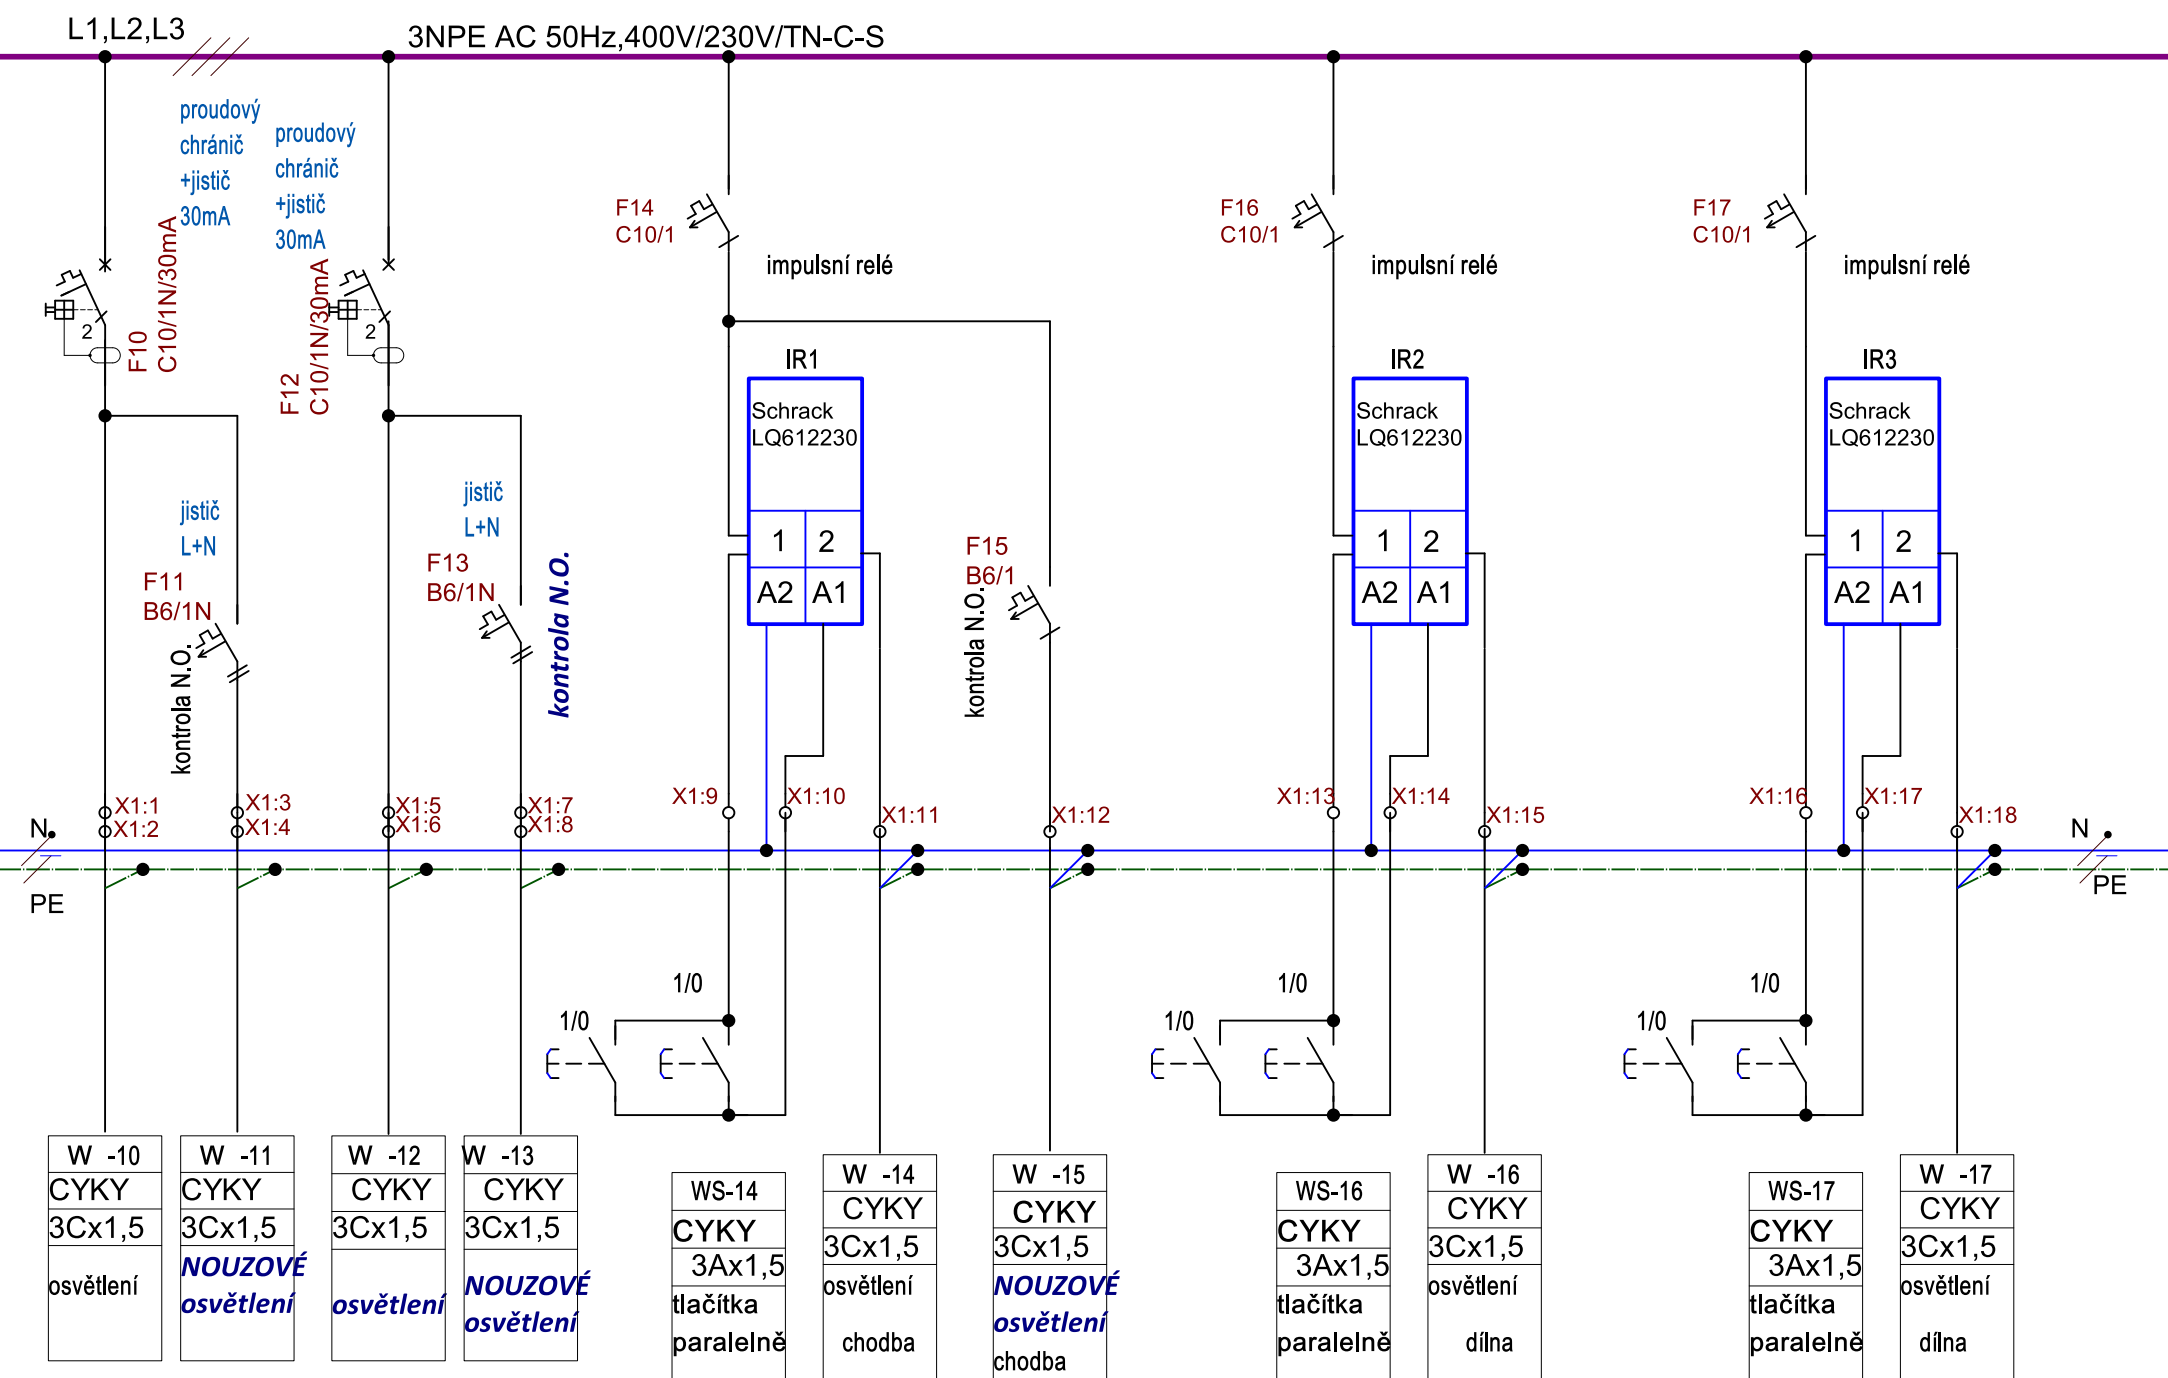 L1,L2,L3
3NPE AC 50Hz,400V/230V/TN-C-S
proudový
chránič
+jistič
30mA
proudový
chránič
+jistič
30mA
2
F10
C10/1N/30mA
2
F12
C10/1N/30mA
F14
C10/1
impulsní relé
F16
C10/1
impulsní relé
F17
C10/1
impulsní relé
IR1
Schrack
LQ612230
1 2
A2 A1
IR2
Schrack
LQ612230
1 2
A2 A1
IR3
Schrack
LQ612230
1 2
A2 A1
jistič
L+N
F11
B6/1N
kontrola N.O.
jistič
L+N
F13
B6/1N
kontrola N.O.
F15
B6/1
kontrola N.O.
X1:1
X1:2
X1:3
X1:4
X1:5
X1:6
X1:7
X1:8
X1:9
X1:10
X1:11
X1:12
X1:13
X1:14
X1:15
X1:16
X1:17
X1:18
N
PE
N
PE
1/0
1/0
1/0
1/0
1/0
1/0
W -10
CYKY
3Cx1,5
osvětlení
W -11
CYKY
3Cx1,5
NOUZOVÉ
osvětlení
W -12
CYKY
3Cx1,5
osvětlení
W -13
CYKY
3Cx1,5
NOUZOVÉ
osvětlení
WS-14
CYKY
3Ax1,5
tlačítka
paralelně
W -14
CYKY
3Cx1,5
osvětlení
chodba
W -15
CYKY
3Cx1,5
NOUZOVÉ
osvětlení
chodba
WS-16
CYKY
3Ax1,5
tlačítka
paralelně
W -16
CYKY
3Cx1,5
osvětlení
dílna
WS-17
CYKY
3Ax1,5
tlačítka
paralelně
W -17
CYKY
3Cx1,5
osvětlení
dílna